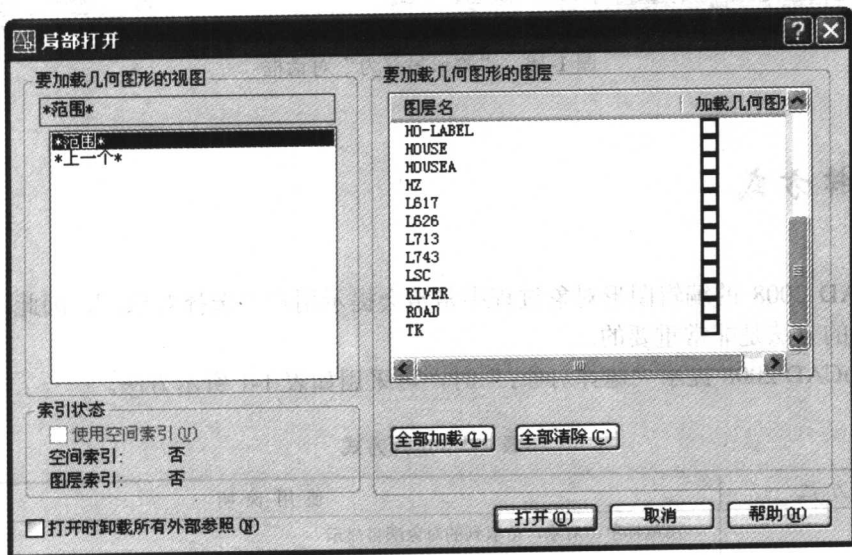 局部打开
要加载几何图形的视图
*范围*
*范围*
*上一个*
索引状态
使用空间索引(U)
空间索引: 否
图层索引: 否
打开时卸载所有外部参照(N)
要加载几何图形的图层
图层名 加载几何图
HO-LABEL
HOUSE
HOUSEA
HZ
L617
L626
L713
L743
LSC
RIVER
ROAD
TK
全部加载(L) 全部清除(C)
打开(O) 取消 帮助(H)